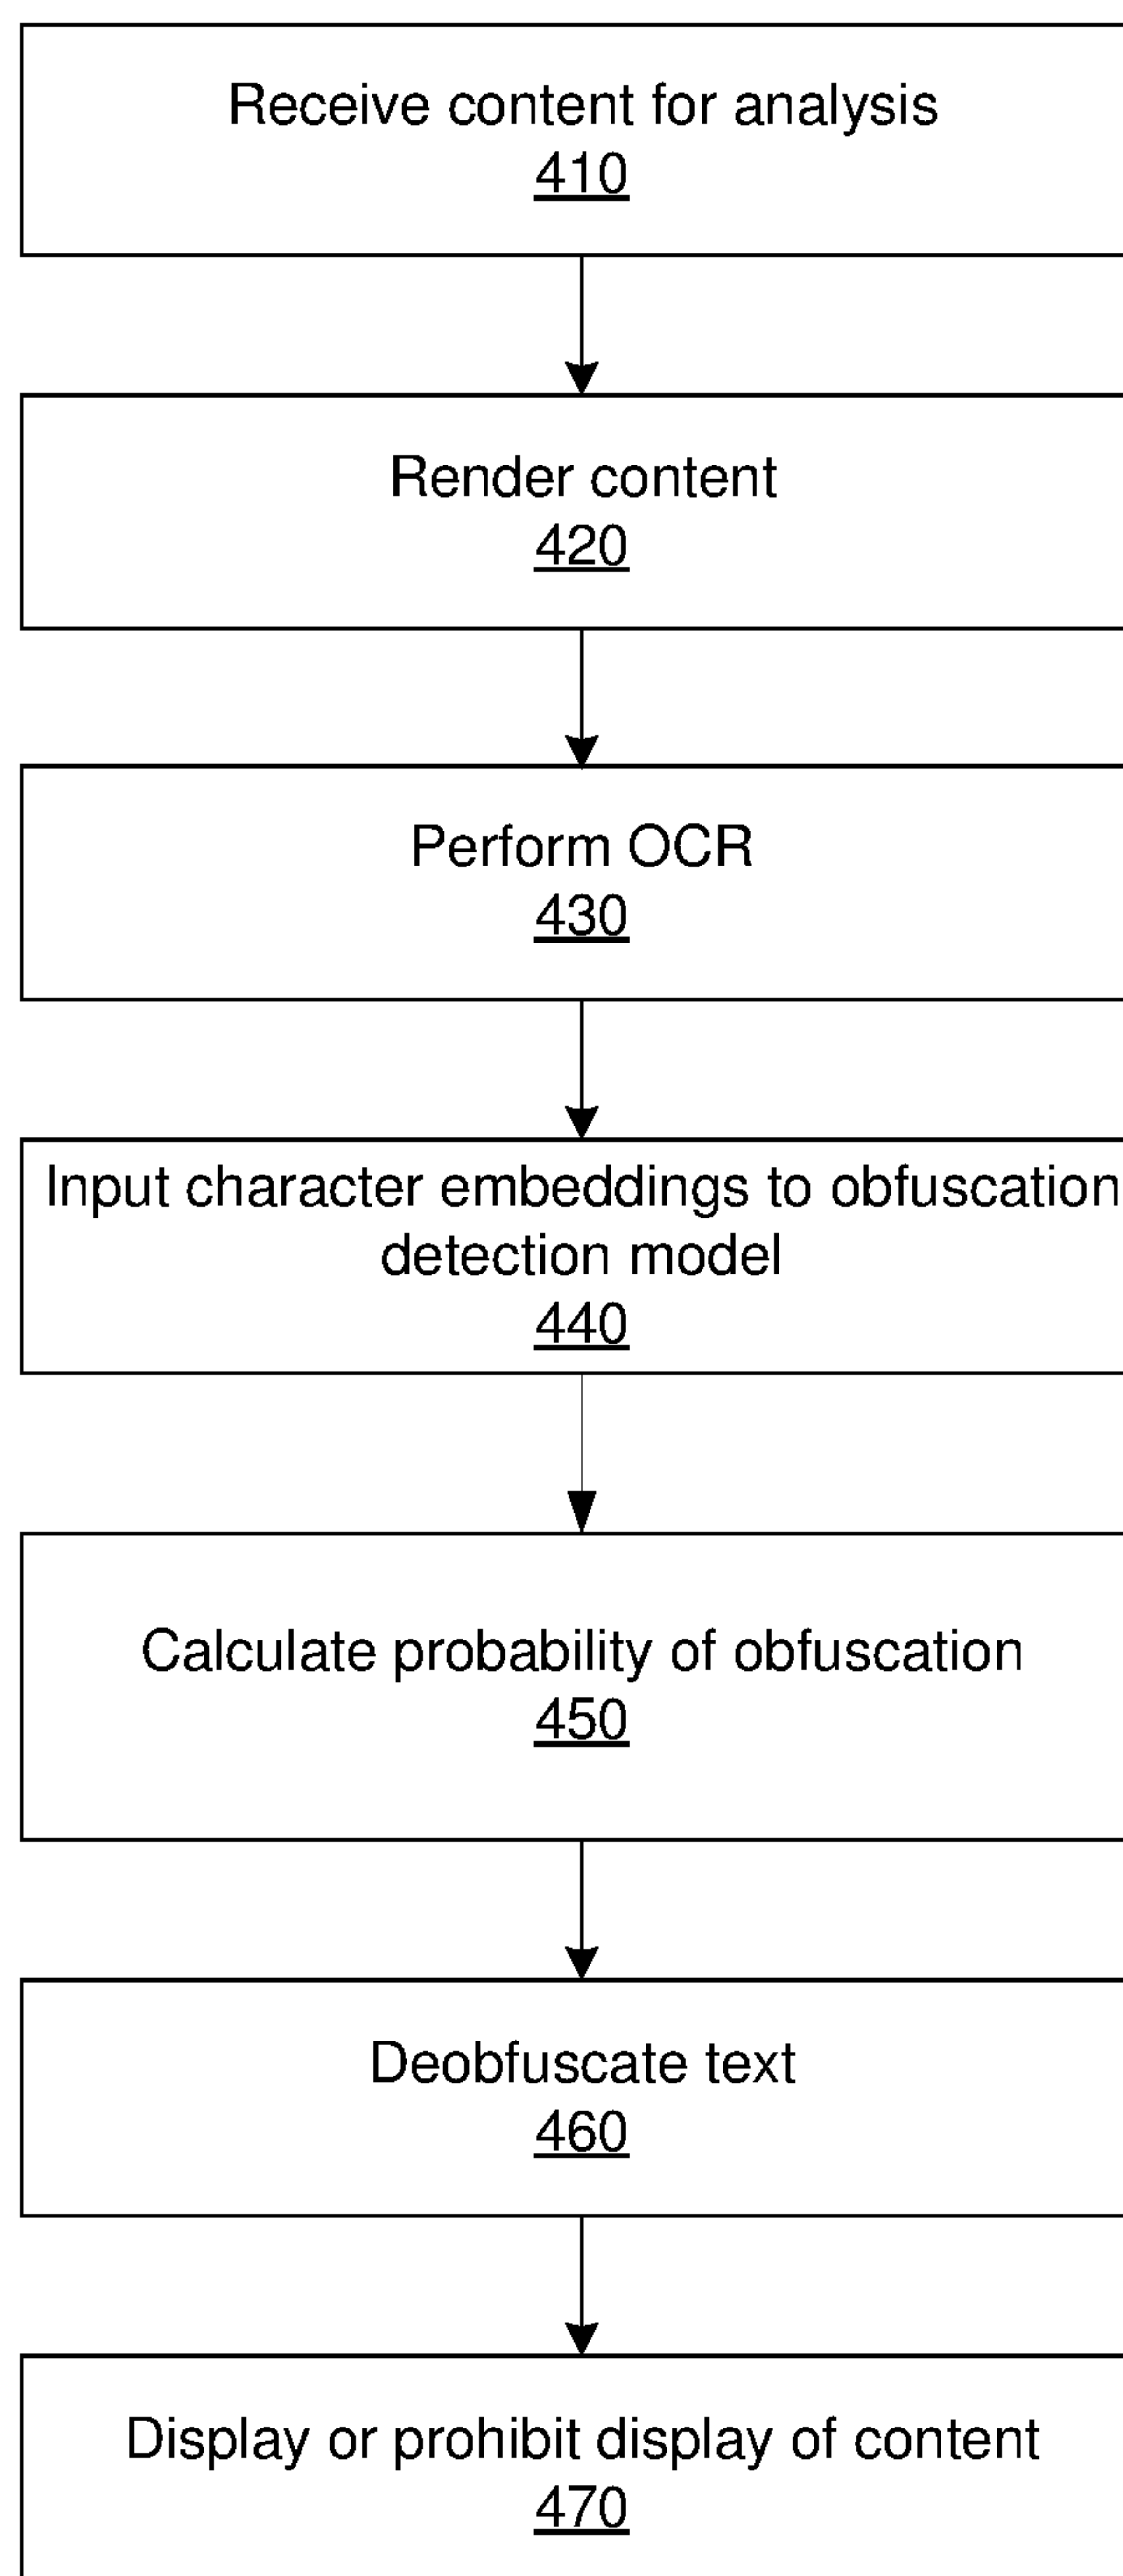 Receive content for analysis
410
Render content
420
Perform OCR
430
Input character embeddings to obfuscation
detection model
440
Calculate probability of obfuscation
450
Deobfuscate text
460
Display or prohibit display of content
470